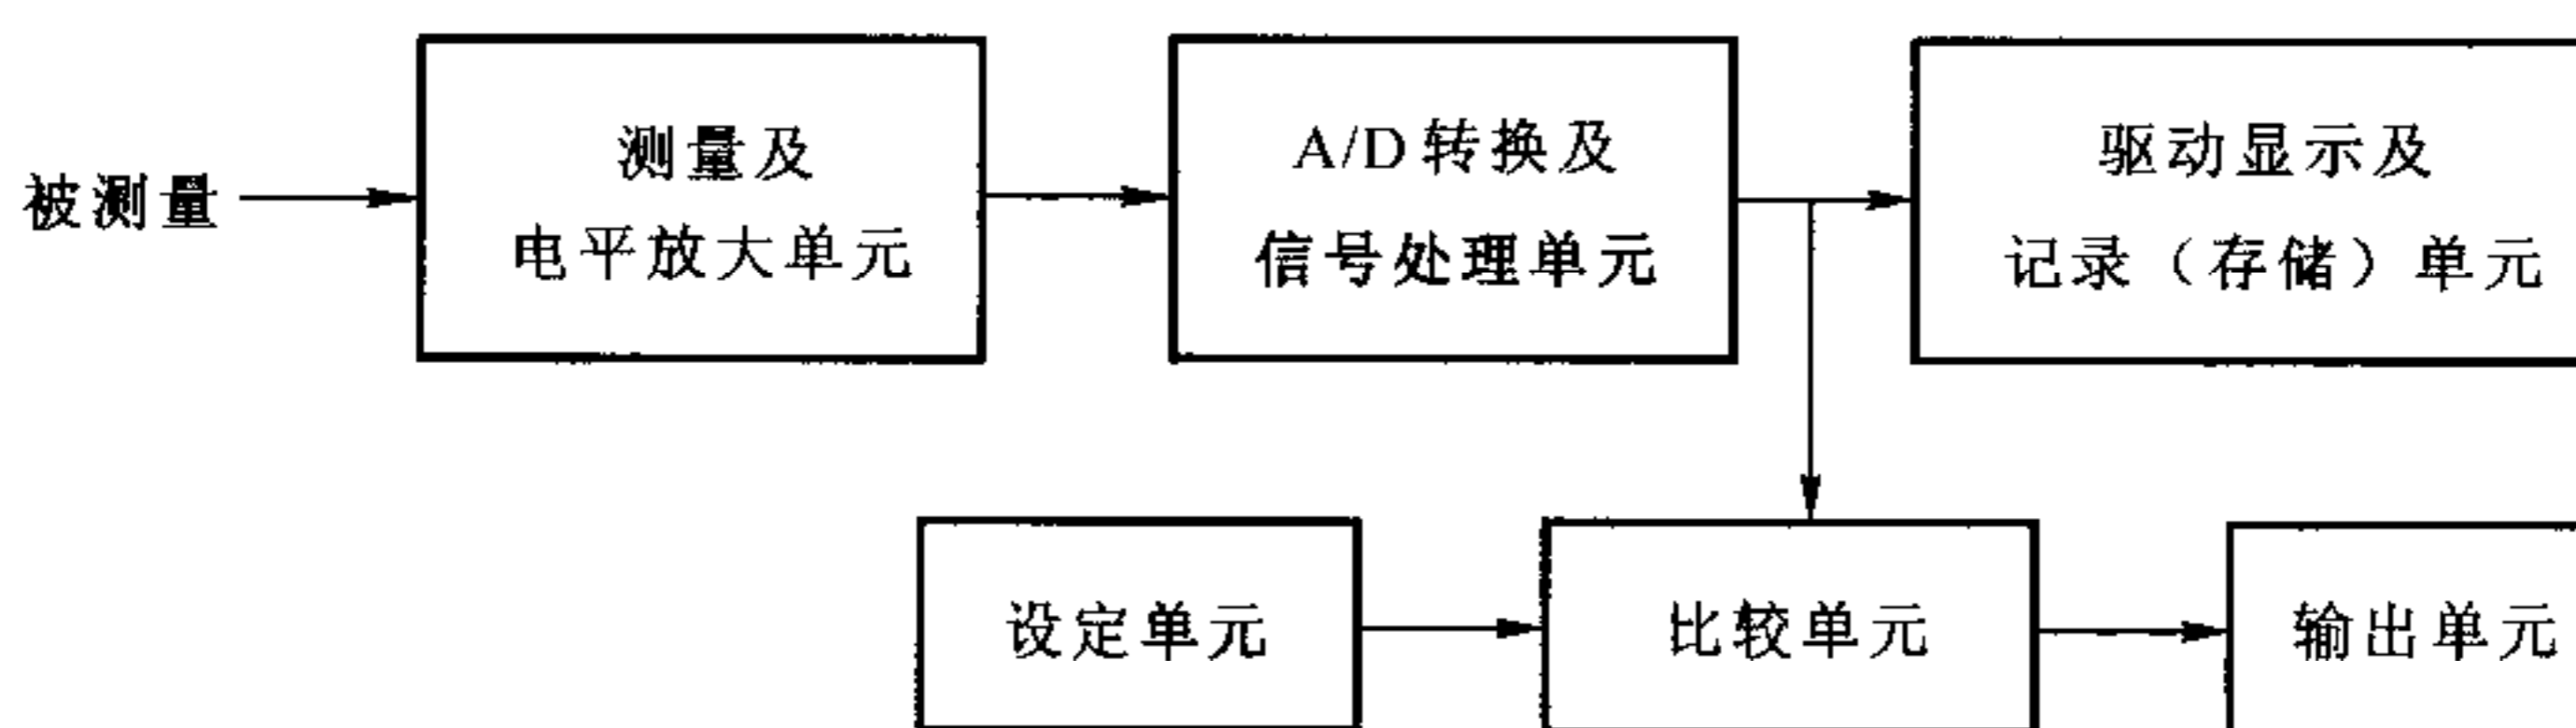 被测量
测量及
电平放大单元
A/D 转换及
信号处理单元
驱动显示及
记录（存储）单元
设定单元
比较单元
输出单元